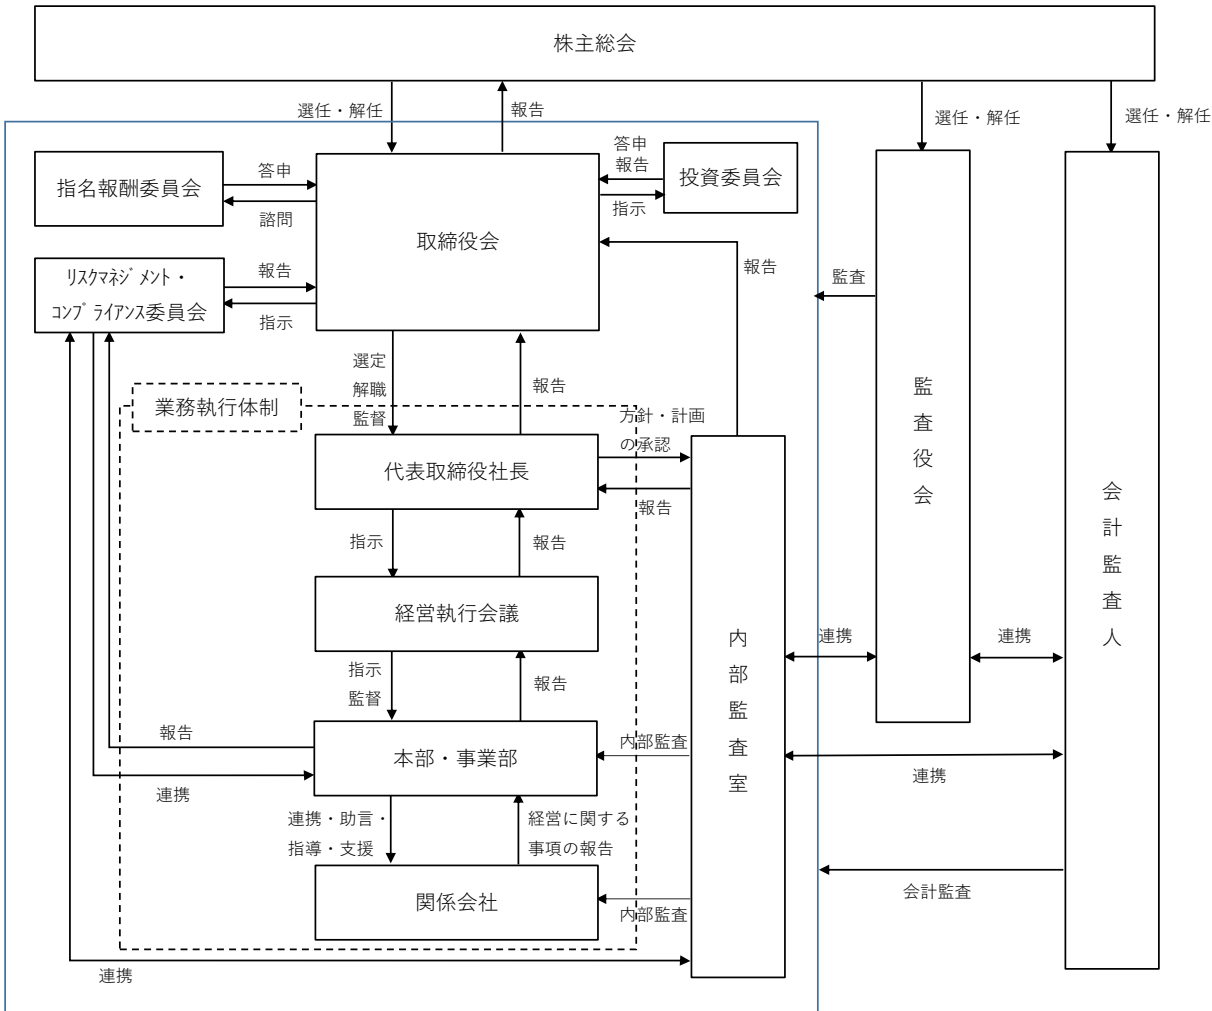 株主総会
選任・解任
報告
選任・解任
選任・解任
指名報酬委員会
答申
諮問
取締役会
答申
報告
指示
投資委員会
リスクマネジメント・
コンプライアンス委員会
報告
指示
報告
監査
選定
解職
監督
報告
業務執行体制
方針・計画
の承認
代表取締役社長
報告
指示
報告
経営執行会議
指示
監督
報告
本部・事業部
報告
連携
内部監査
連携・助言・
指導・支援
経営に関する
事項の報告
関係会社
内部監査
連携
内部監査室
監査役会
会計監査人
連携
連携
連携
会計監査